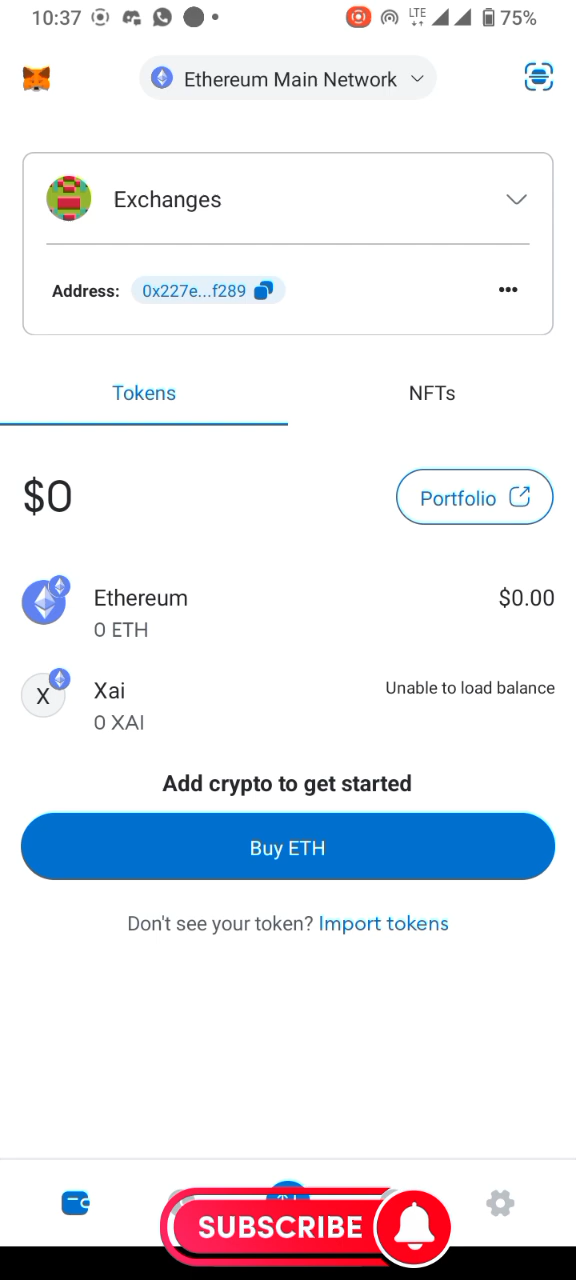 10:37 LTE 75%
Ethereum Main Network
Exchanges
Address: 0x227e...f289
Tokens NFTs
$0 Portfolio
Ethereum $0.00
0 ETH
X Xai Unable to load balance
0 XAI
Add crypto to get started
Buy ETH
Don't see your token? Import tokens
SUBSCRIBE